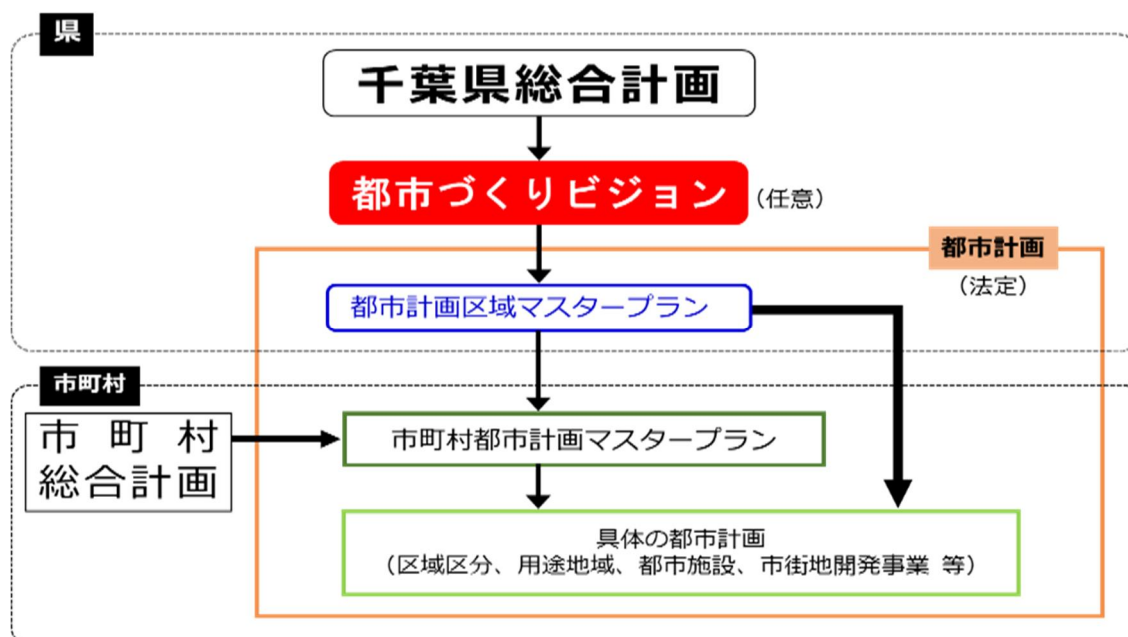 県
千葉県総合計画
都市づくりビジョン
（任意）
都市計画
（法定）
都市計画区域マスタープラン
市町村
市町村
総合計画
市町村都市計画マスタープラン
具体の都市計画
（区域区分、用途地域、都市施設、市街地開発事業 等）